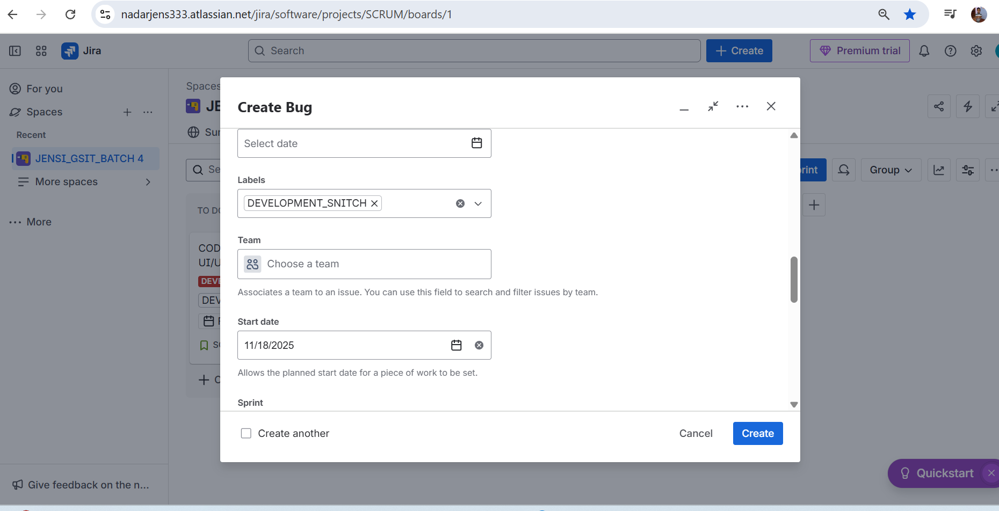 nadarjens333.atlassian.net/jira/software/projects/SCRUM/boards/1
Jira
Search
Create
Premium trial
For you
Spaces
Recent
JENSI_GSIT_BATCH 4
More spaces
More
Give feedback on the n...
Spaces
JE
Sur
Se
rint
Group
TO DO
COD
UI/U
DEVE
DEV
F
SC
C
Create Bug
Select date
Labels
DEVELOPMENT_SNITCH
Team
Choose a team
Associates a team to an issue. You can use this field to search and filter issues by team.
Start date
11/18/2025
Allows the planned start date for a piece of work to be set.
Sprint
Create another
Cancel
Create
Quickstart